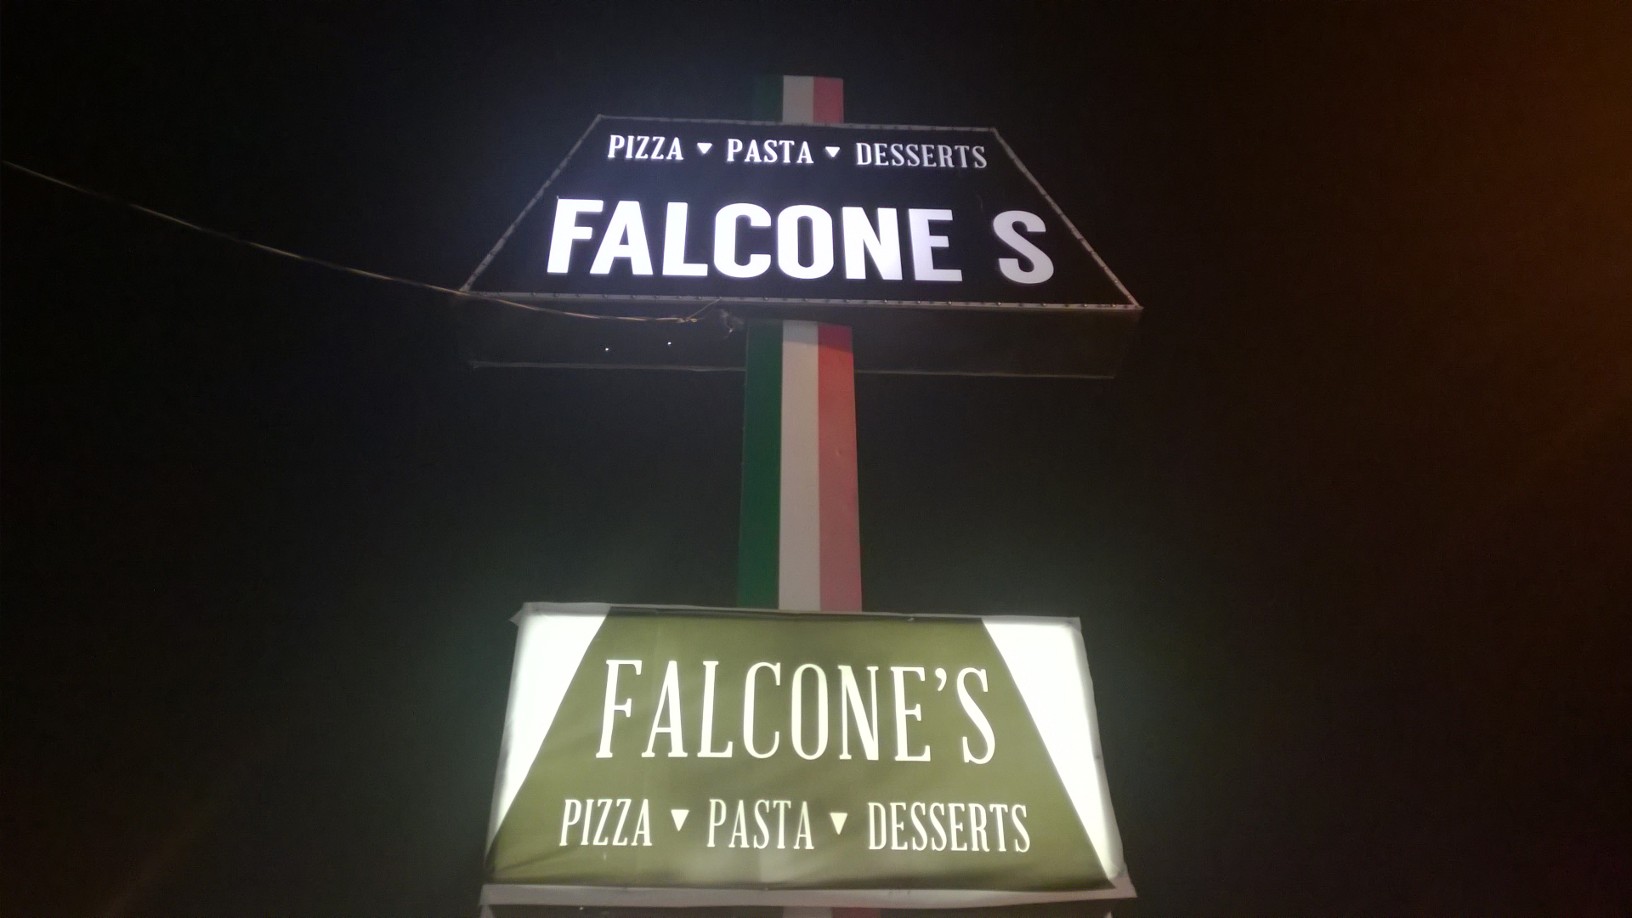 PIZZA ▼ PASTA ▼ DESSERTS
FALCONE S
FALCONE'S
PIZZA ▼ PASTA ▼ DESSERTS